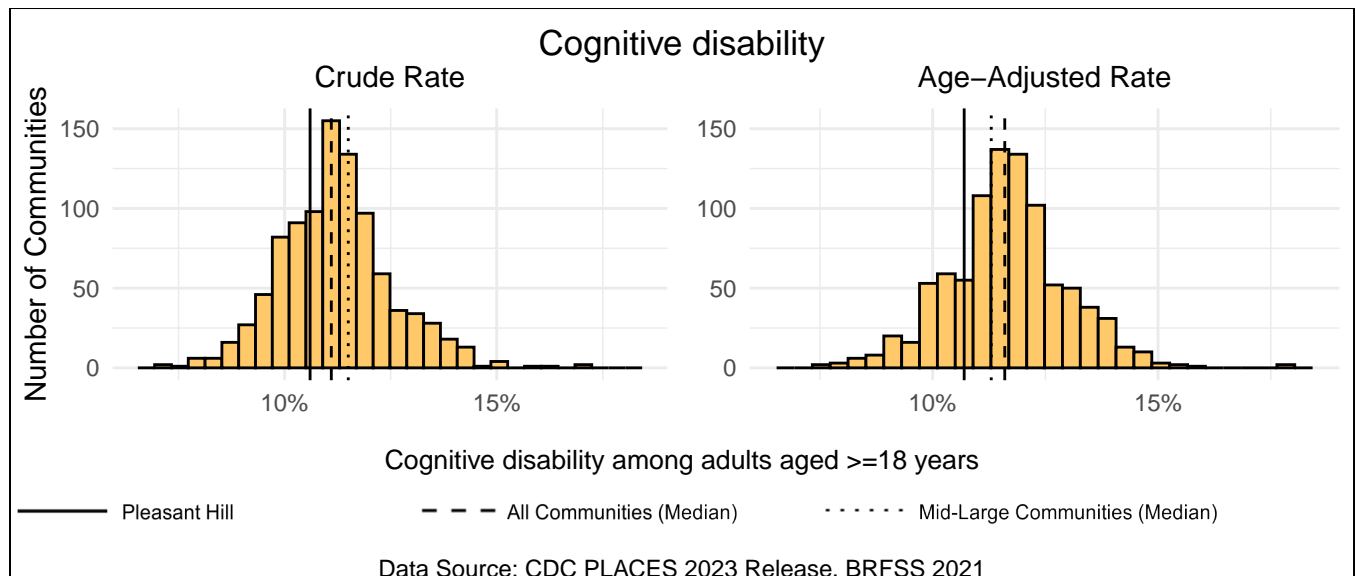 Cognitive disability
Crude Rate
Age−Adjusted Rate
Number of Communities
150
100
50
0
10%
15%
150
100
50
0
10%
15%
Cognitive disability among adults aged >=18 years
Pleasant Hill
All Communities (Median)
Mid-Large Communities (Median)
Data Source: CDC PLACES 2023 Release, BRFSS 2021